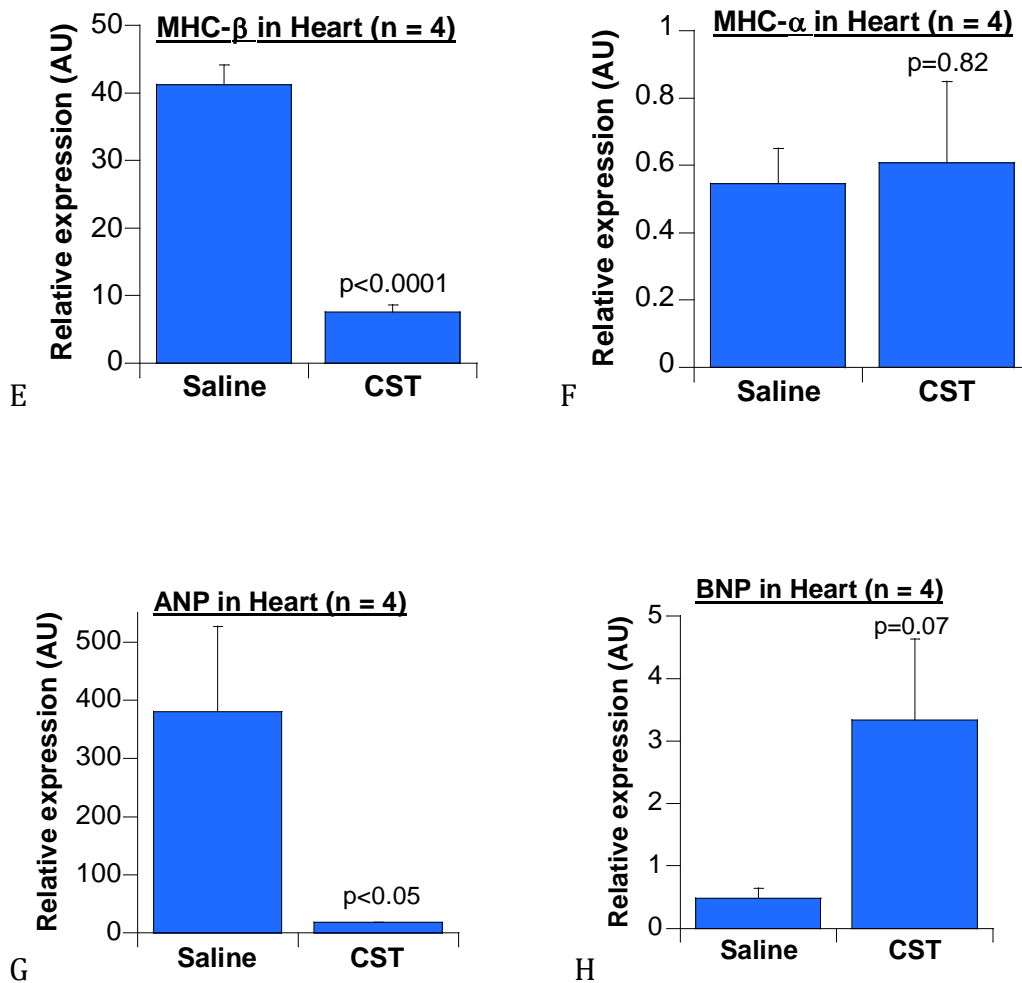 MHC-β in Heart (n = 4)
Relative expression (AU)
50
40
30
20
10
0
p<0.0001
Saline CST
E
MHC-α in Heart (n = 4)
Relative expression (AU)
1
0.8
0.6
0.4
0.2
0
p=0.82
Saline CST
F
ANP in Heart (n = 4)
Relative expression (AU)
500
400
300
200
100
0
p<0.05
Saline CST
G
BNP in Heart (n = 4)
Relative expression (AU)
5
4
3
2
1
0
p=0.07
Saline CST
H